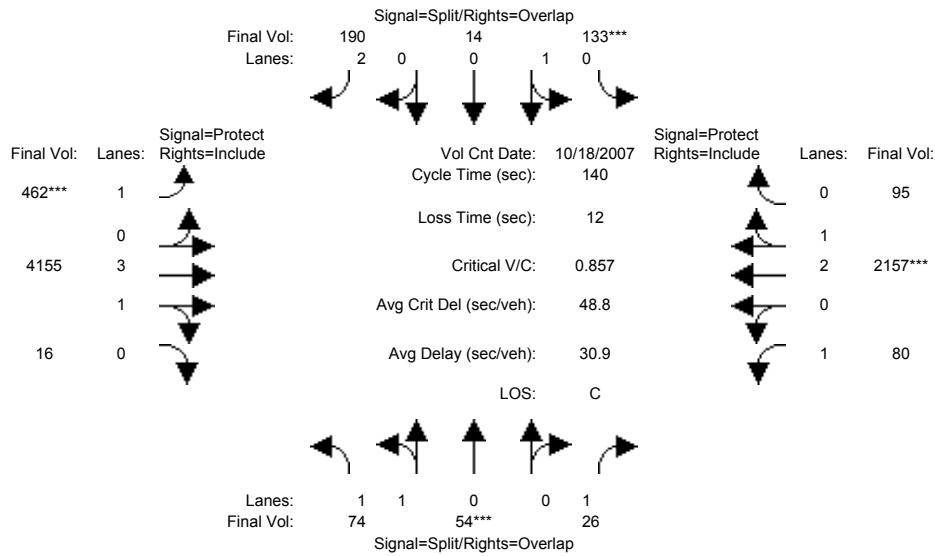 Signal=Split/Rights=Overlap
Final Vol: 190 14 133***
Lanes: 2 0 0 1 0
Signal=Protect
Final Vol: Lanes: Rights=Include
Vol Cnt Date: 10/18/2007
Signal=Protect
Rights=Include Lanes: Final Vol:
Cycle Time (sec): 140
462*** 1
0 95
Loss Time (sec): 12
0
1
4155 3
Critical V/C: 0.857
2 2157***
1
Avg Crit Del (sec/veh): 48.8
0
16 0
Avg Delay (sec/veh): 30.9
1 80
LOS: C
Lanes: 1 1 0 0 1
Final Vol: 74 54*** 26
Signal=Split/Rights=Overlap